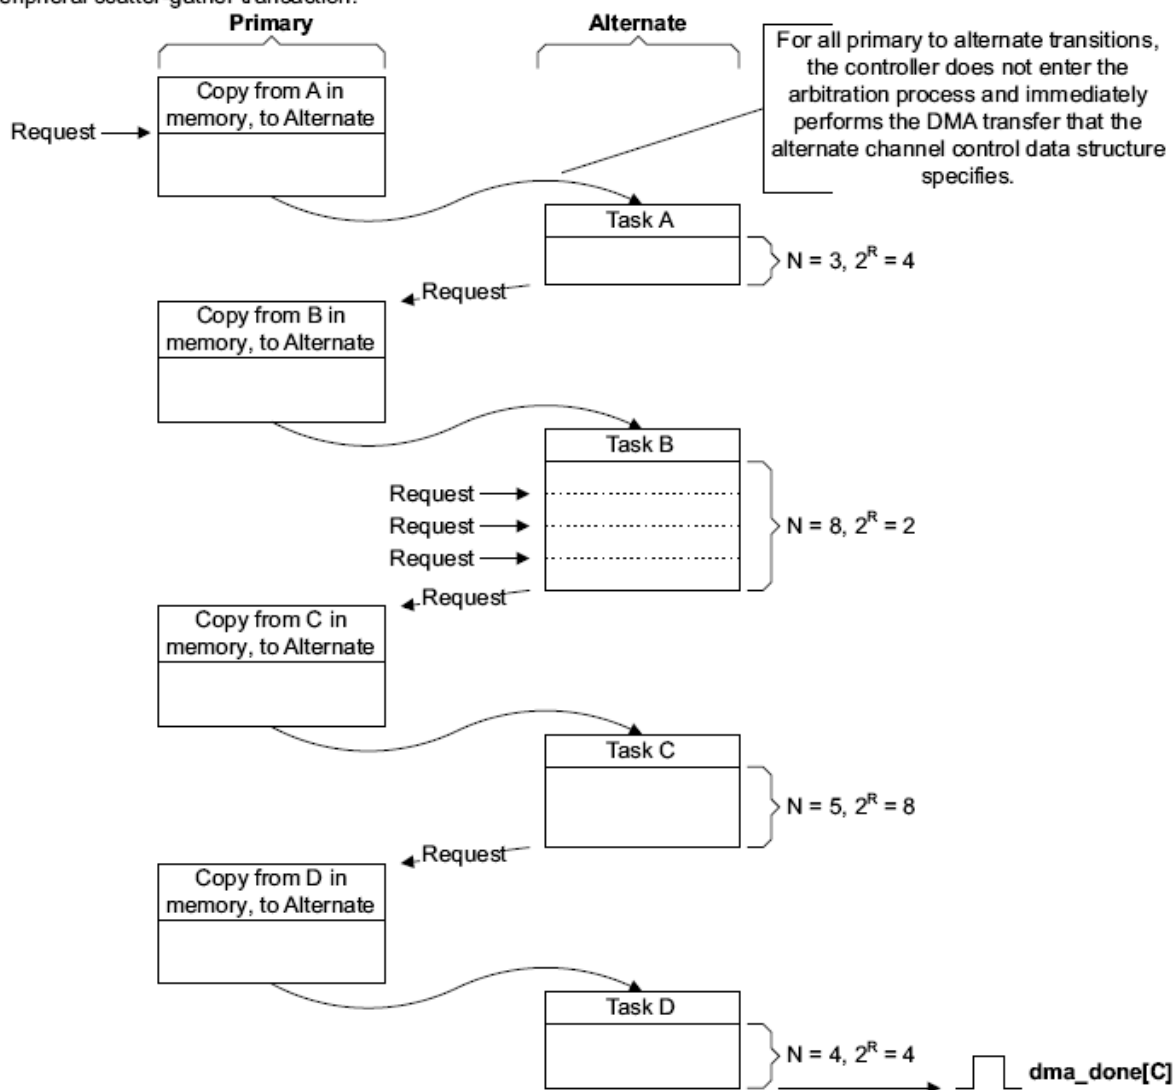 peripheral scatter-gather transaction:
Primary
Alternate
For all primary to alternate transitions,
the controller does not enter the
arbitration process and immediately
performs the DMA transfer that the
alternate channel control data structure
specifies.
Copy from A in
memory, to Alternate
Request
Task A
N = 3, 2^R = 4
Request
Copy from B in
memory, to Alternate
Task B
Request
Request
Request
N = 8, 2^R = 2
Request
Copy from C in
memory, to Alternate
Task C
N = 5, 2^R = 8
Request
Copy from D in
memory, to Alternate
Task D
N = 4, 2^R = 4
dma_done[C]